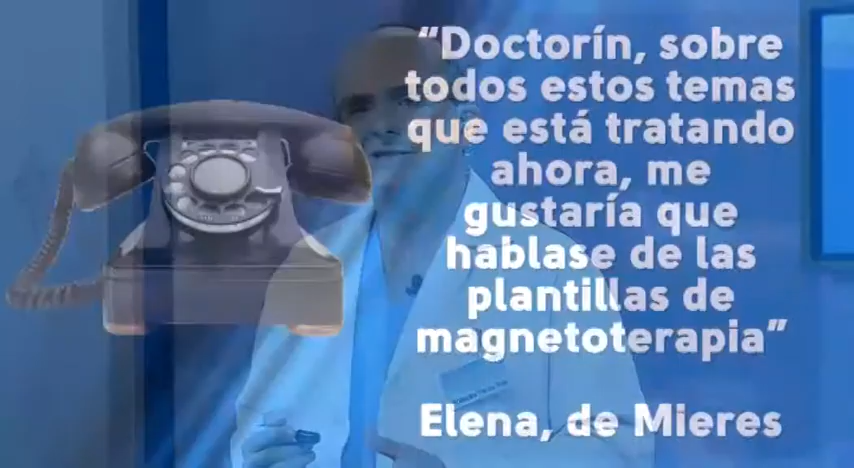 “Doctorín, sobre
todos estos temas
que está tratando
ahora, me
gustaría que
hablase de las
plantillas de
magnetoterapia”
Elena, de Mieres